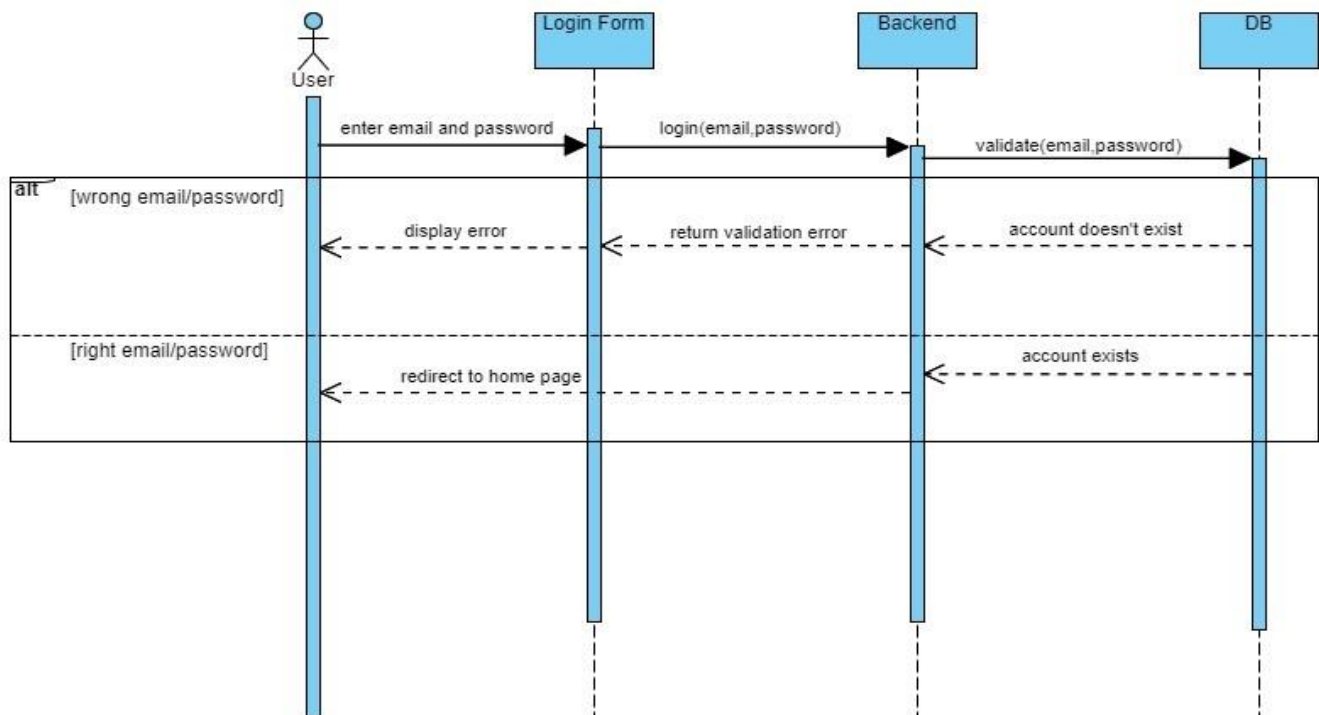 User
Login Form
Backend
DB
enter email and password
login(email,password)
validate(email,password)
alt
[wrong email/password]
display error
return validation error
account doesn't exist
[right email/password]
account exists
redirect to home page